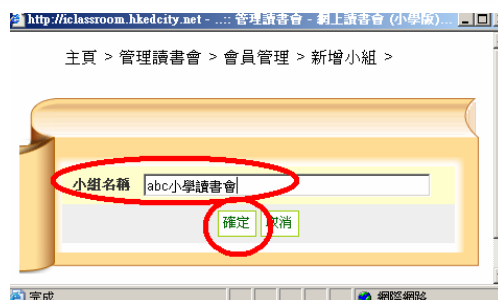 http://iclassroom.hkedcity.net - ..:: 管理讀書會 - 網上讀書會 (小學版)...
主頁 > 管理讀書會 > 會員管理 > 新增小組 >
小組名稱 abc小學讀書會
確定 取消
完成 網際網路